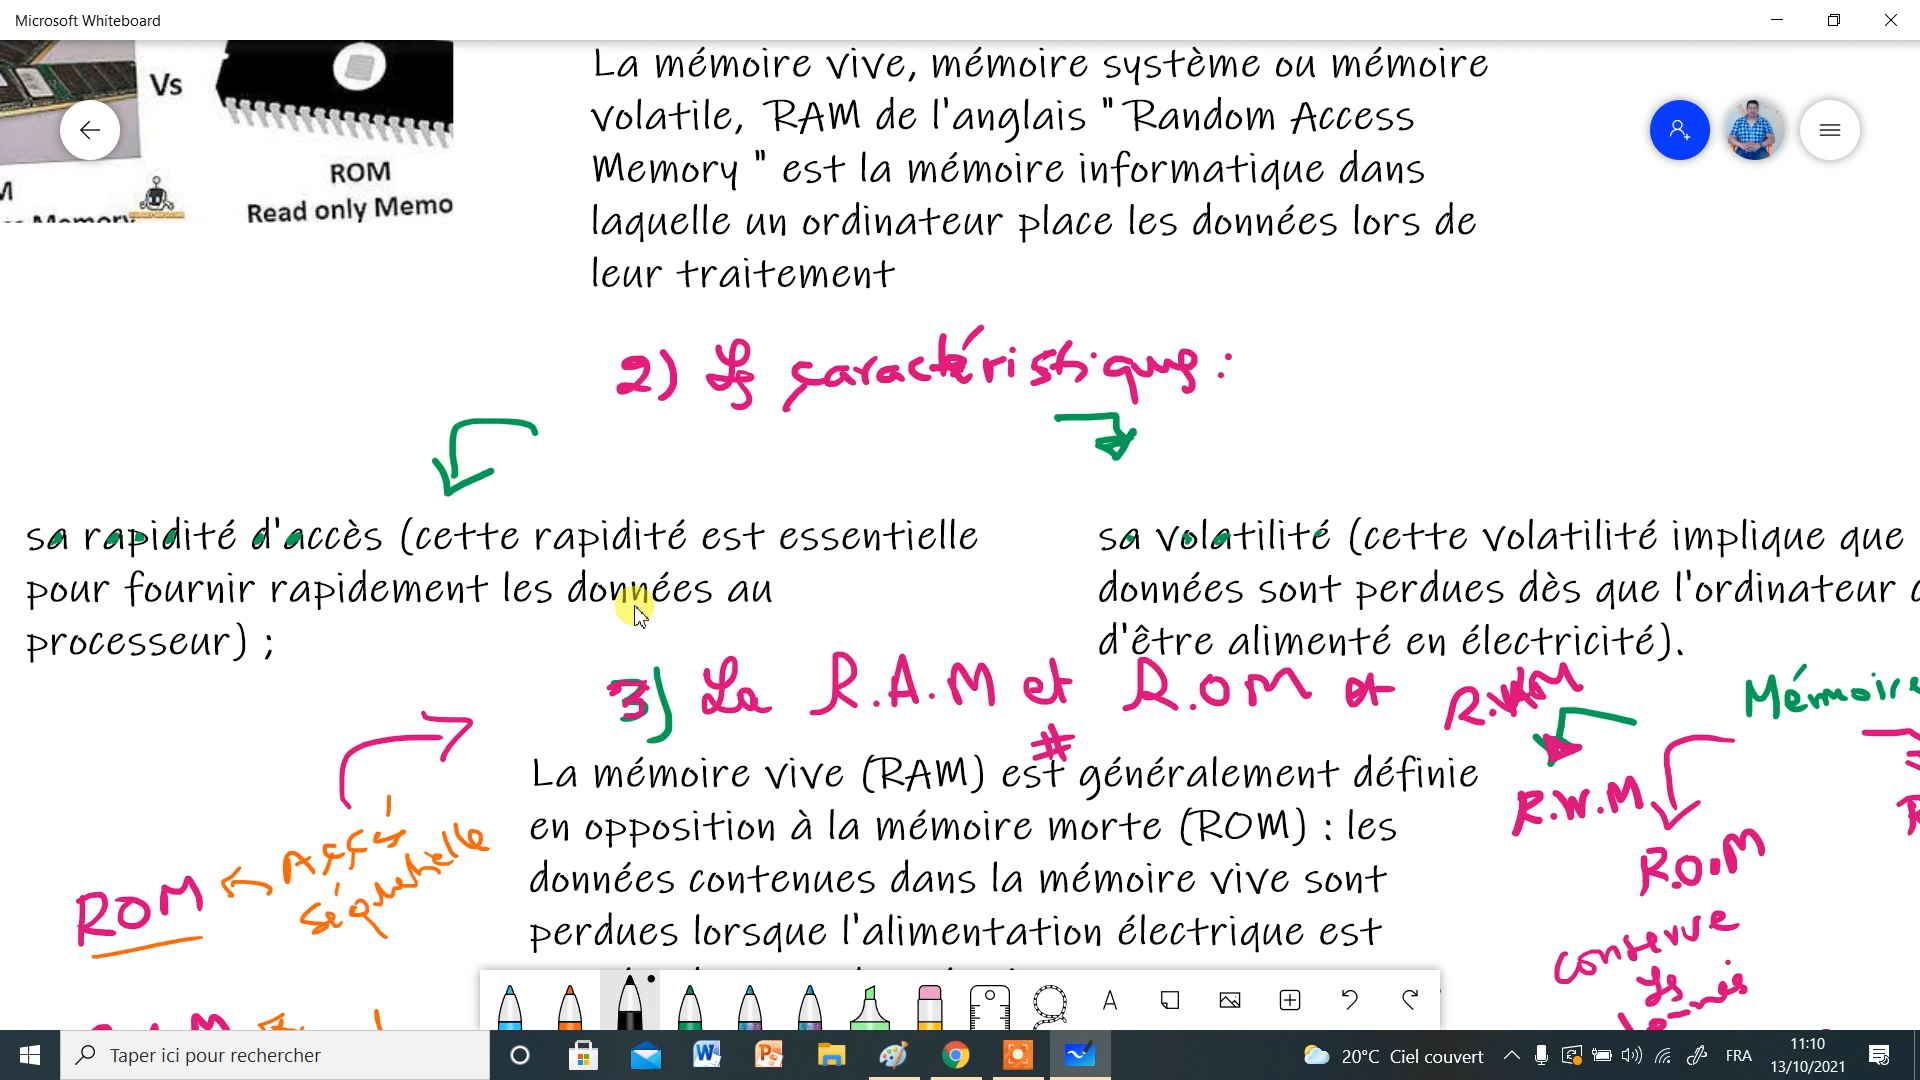 Microsoft Whiteboard
Vs
ROM
Read only Memo
M
Memory
La mémoire vive, mémoire système ou mémoire
volatile, RAM de l'anglais "Random Access
Memory " est la mémoire informatique dans
laquelle un ordinateur place les données lors de
leur traitement
2) Les caractéristiques :
sa rapidité d'accès (cette rapidité est essentielle
pour fournir rapidement les données au
processeur) ;
sa volatilité (cette volatilité implique que
données sont perdues dès que l'ordinateur
d'être alimenté en électricité).
3) La R.A.M et R.O.M et R.W.M
#
Mémoire
La mémoire vive (RAM) est généralement définie
en opposition à la mémoire morte (ROM) : les
données contenues dans la mémoire vive sont
perdues lorsque l'alimentation électrique est
ROM
Accés
séquentielle
R.W.M
R.O.M
conserve
les
A
Taper ici pour rechercher
20°C Ciel couvert
FRA
11:10
13/10/2021